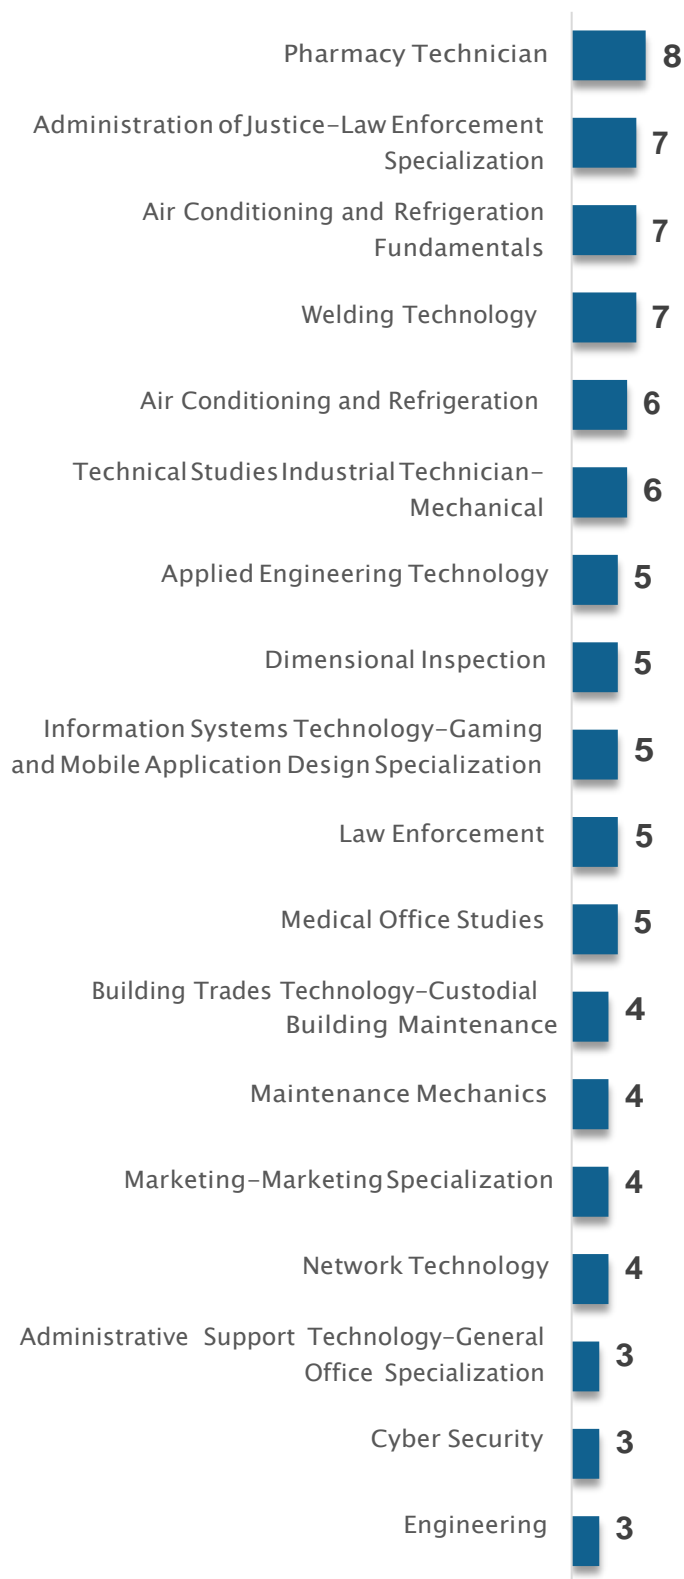 Pharmacy Technician 8
Administration of Justice-Law Enforcement
Specialization 7
Air Conditioning and Refrigeration
Fundamentals 7
Welding Technology 7
Air Conditioning and Refrigeration 6
Technical Studies Industrial Technician-
Mechanical 6
Applied Engineering Technology 5
Dimensional Inspection 5
Information Systems Technology-Gaming
and Mobile Application Design Specialization 5
Law Enforcement 5
Medical Office Studies 5
Building Trades Technology-Custodial
Building Maintenance 4
Maintenance Mechanics 4
Marketing-Marketing Specialization 4
Network Technology 4
Administrative Support Technology-General
Office Specialization 3
Cyber Security 3
Engineering 3